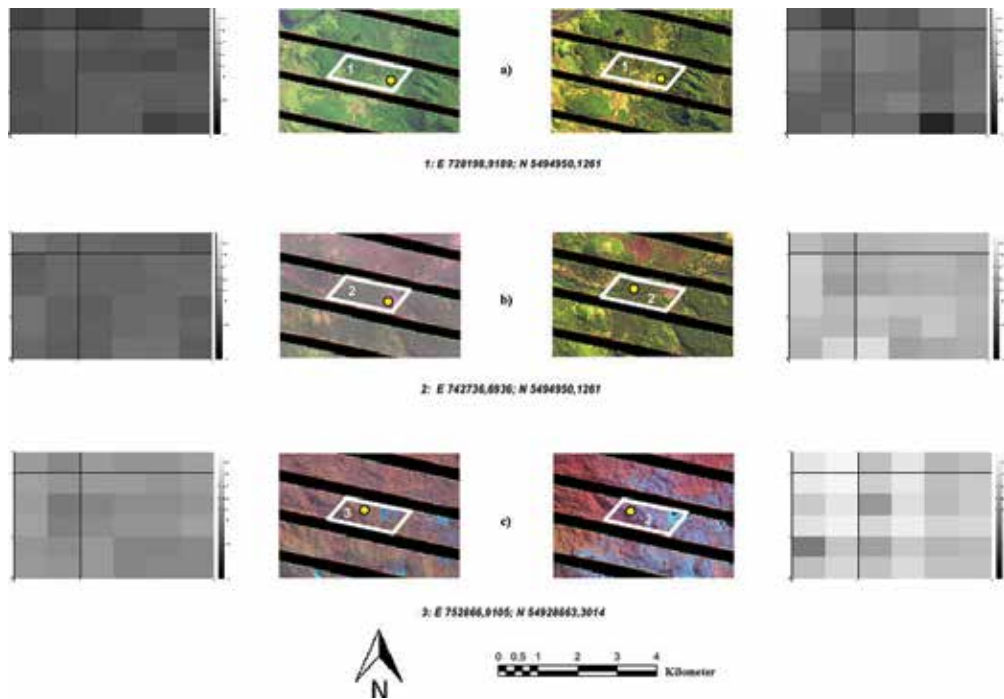 1
a)
1
1: E 728198,9189; N 5494950,1261
2
b)
2
2: E 742736,6936; N 5494950,1261
3
c)
3
3: E 752866,9105; N 54928663,3014
0 0.5 1 2 3 4
Kilometer
N